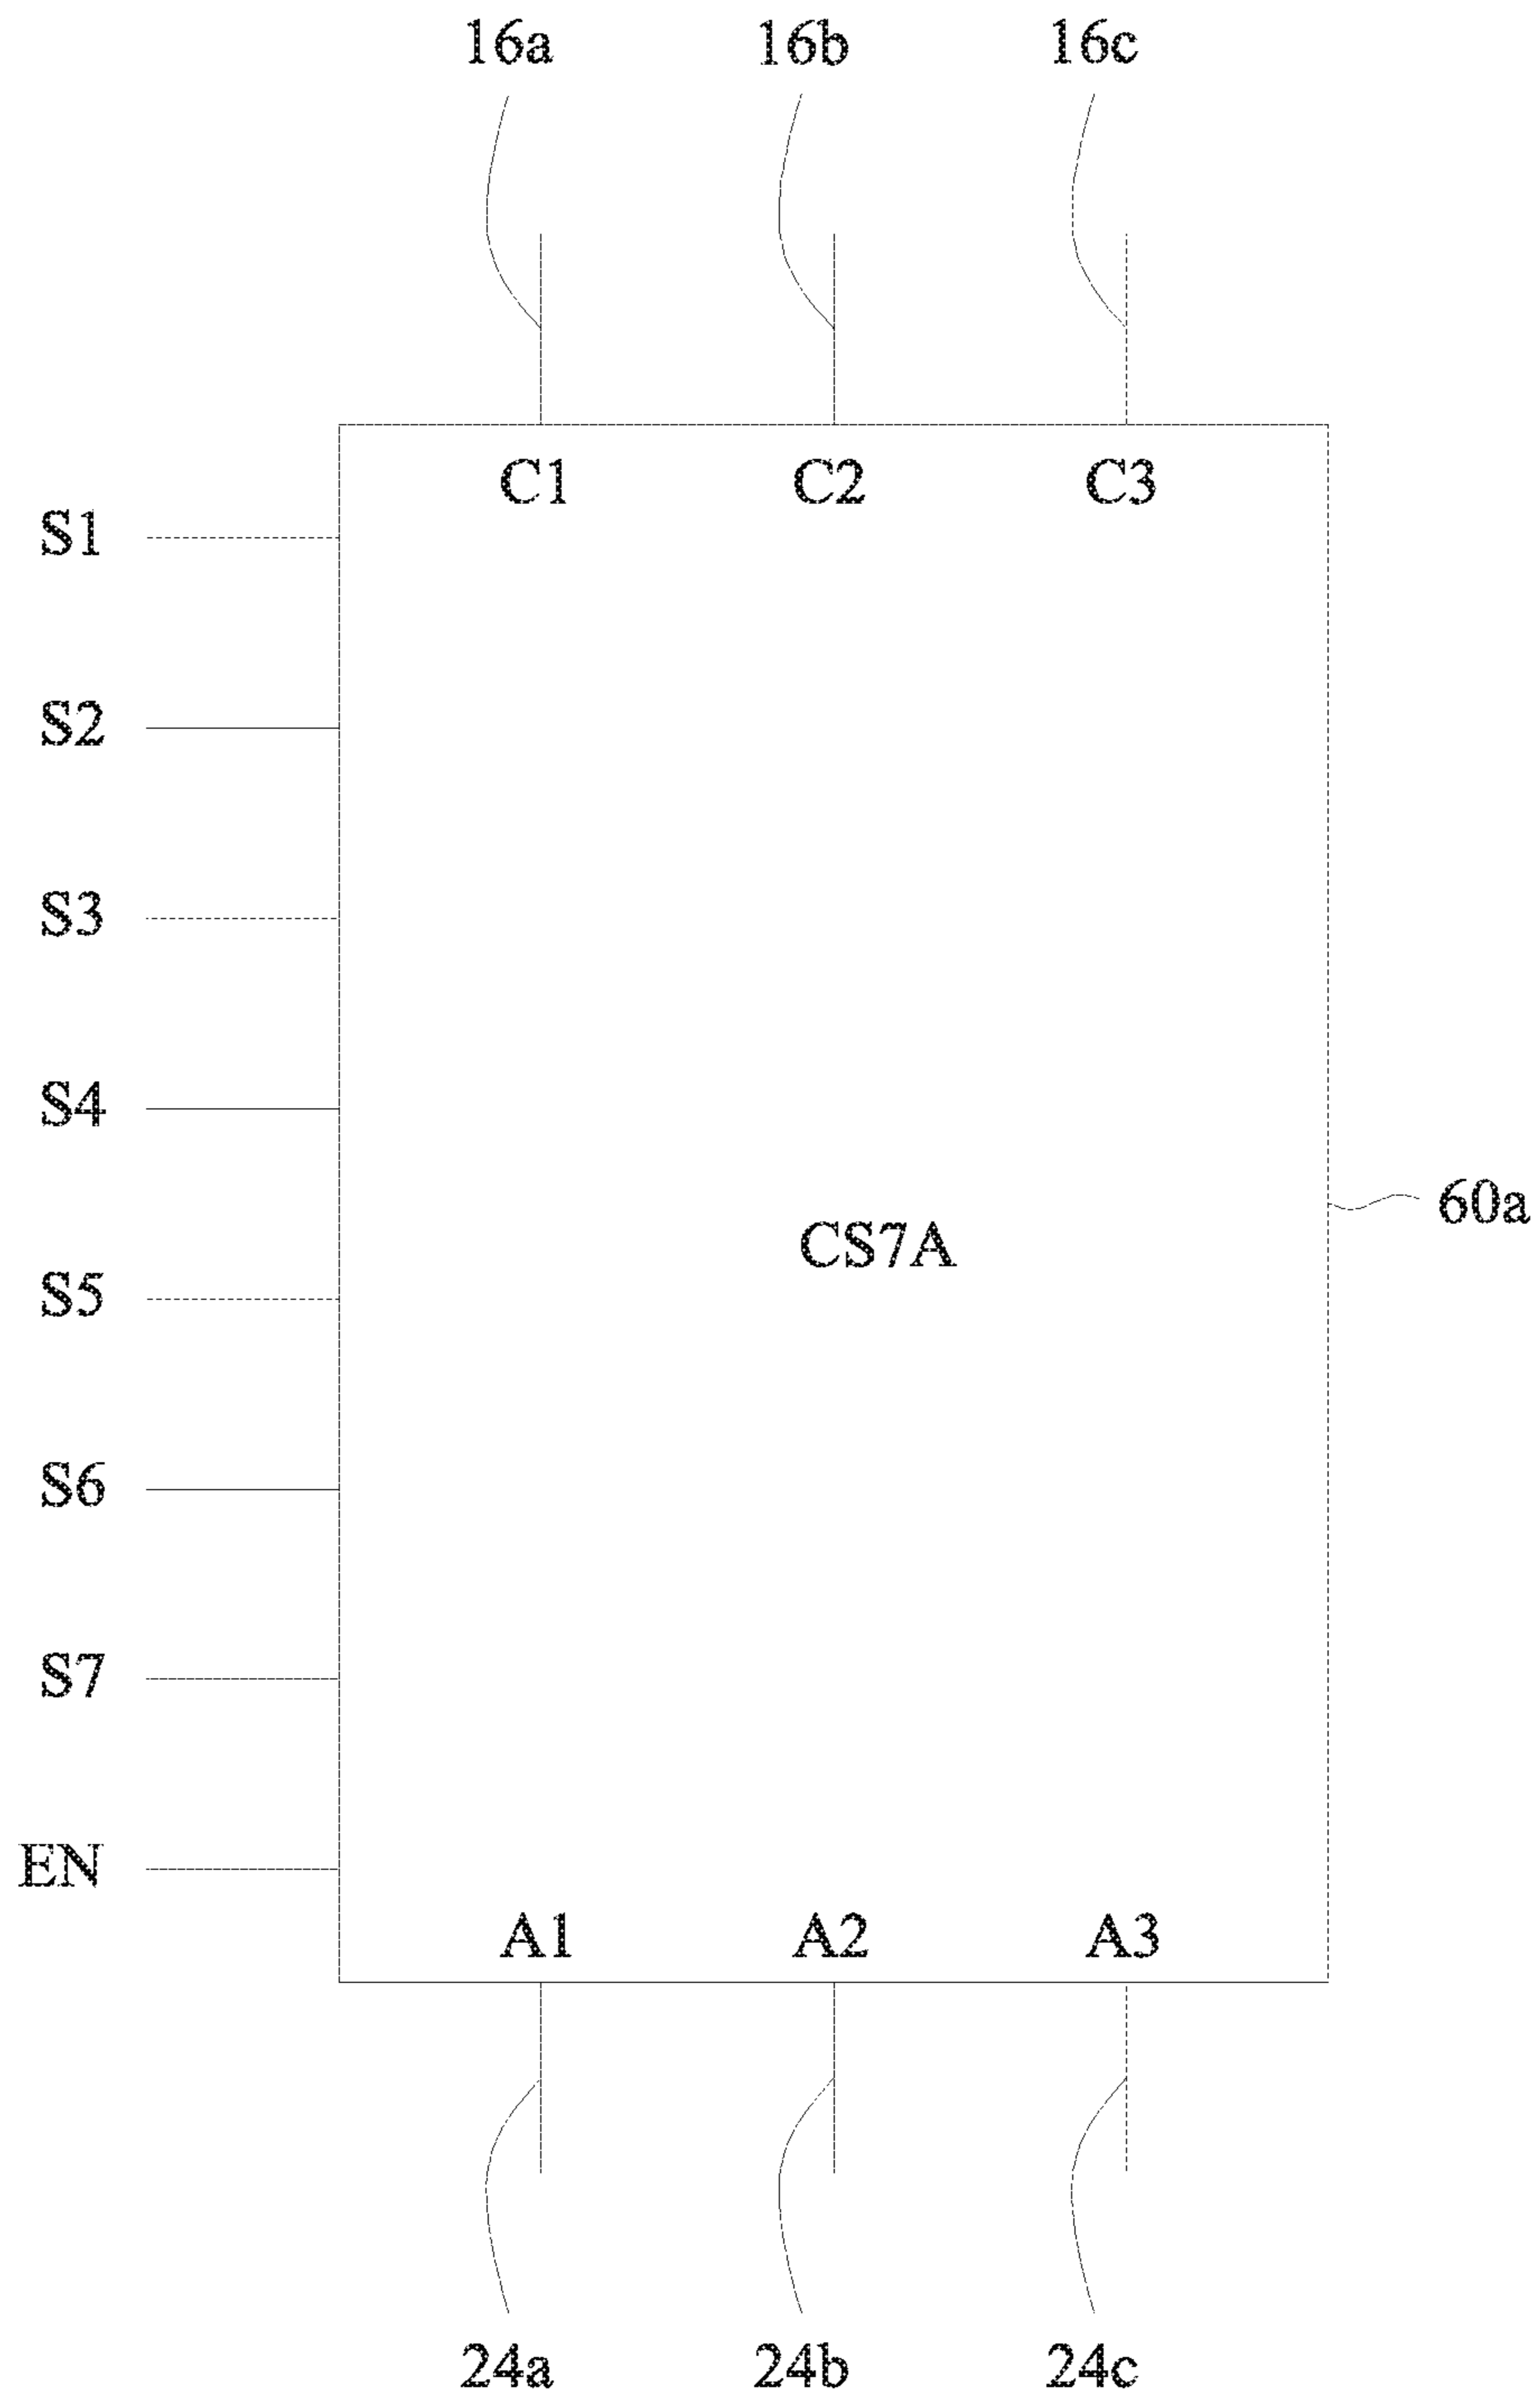 16a 16b 16c
C1 C2 C3
S1
S2
S3
S4
60a
CS7A
S5
S6
S7
EN
A1 A2 A3
24a 24b 24c